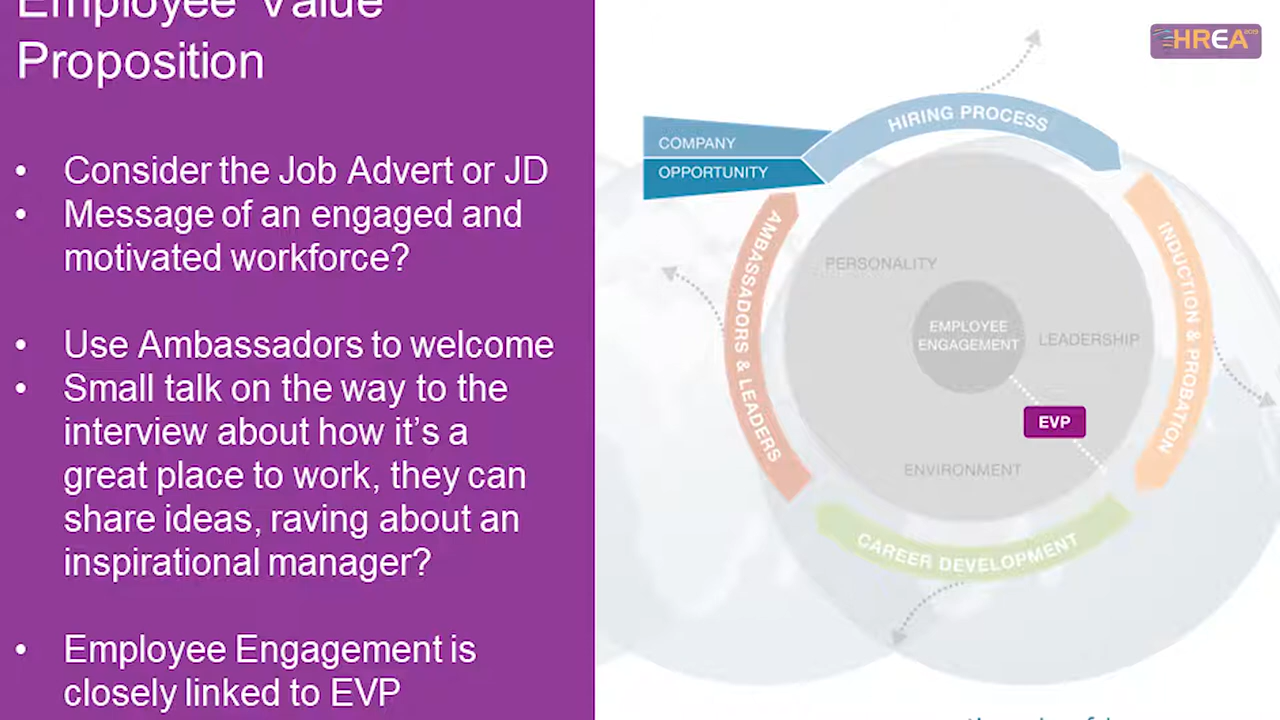 Employee Value
Proposition
• Consider the Job Advert or JD
• Message of an engaged and
motivated workforce?
• Use Ambassadors to welcome
• Small talk on the way to the
interview about how it's a
great place to work, they can
share ideas, raving about an
inspirational manager?
• Employee Engagement is
closely linked to EVP
HREA
COMPANY
OPPORTUNITY
HIRING PROCESS
INDUCTION & PROBATION
CAREER DEVELOPMENT
AMBASSADORS & LEADERS
PERSONALITY
LEADERSHIP
ENVIRONMENT
EMPLOYEE
ENGAGEMENT
EVP